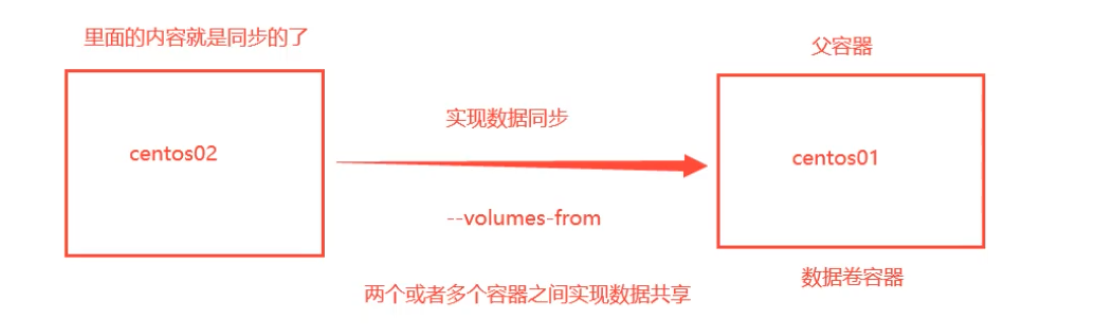 里面的内容就是同步的了
父容器
实现数据同步
centos02
centos01
--volumes-from
数据卷容器
两个或者多个容器之间实现数据共享